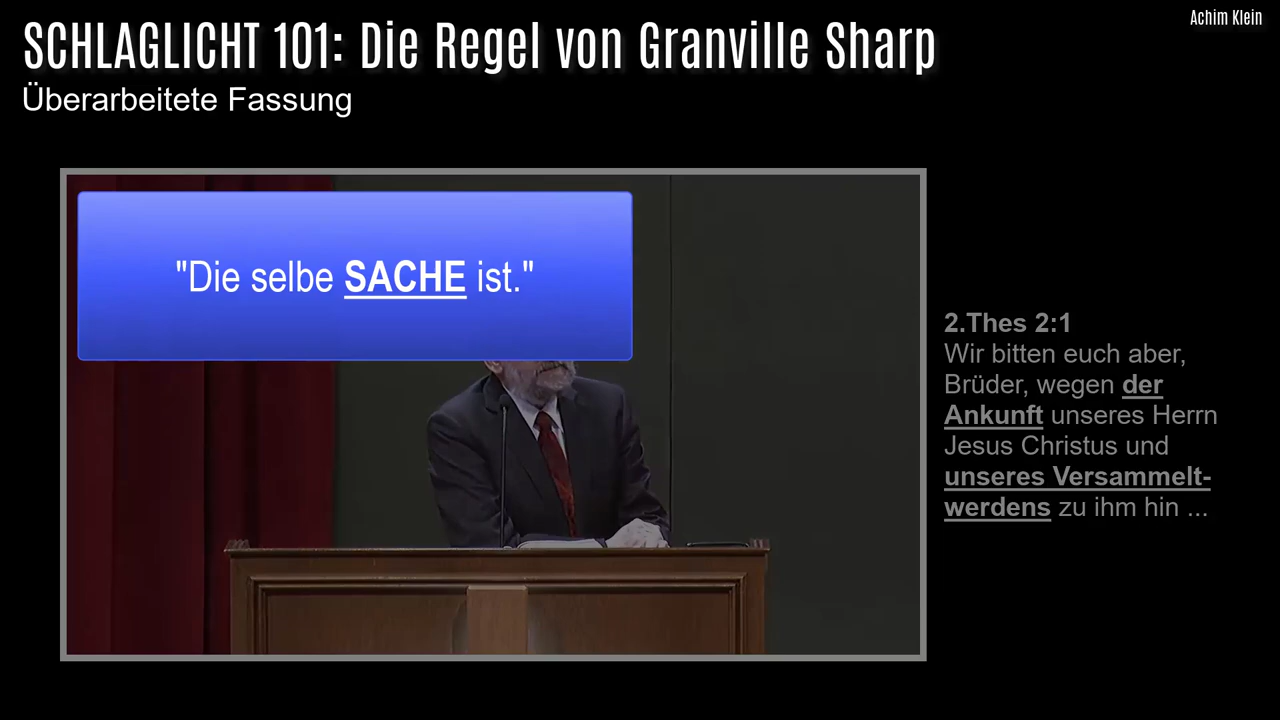 Achim Klein
SCHLAGLICHT 101: Die Regel von Granville Sharp
Überarbeitete Fassung
"Die selbe SACHE ist."
2.Thes 2:1
Wir bitten euch aber,
Brüder, wegen der
Ankunft unseres Herrn
Jesus Christus und
unseres Versammelt-
werdens zu ihm hin ...